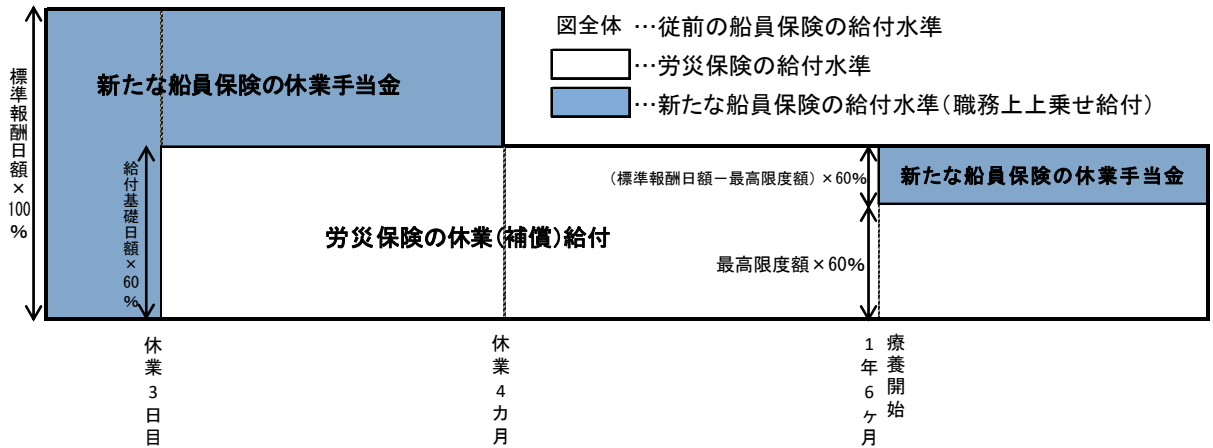 図全体 …従前の船員保険の給付水準
…労災保険の給付水準
…新たな船員保険の給付水準(職務上上乗せ給付)
標準報酬日額×100%
新たな船員保険の休業手当金
給付基礎日額×60%
労災保険の休業(補償)給付
(標準報酬日額-最高限度額)×60%
最高限度額×60%
新たな船員保険の休業手当金
休業3日目
休業4カ月
療養開始
1年6ヶ月